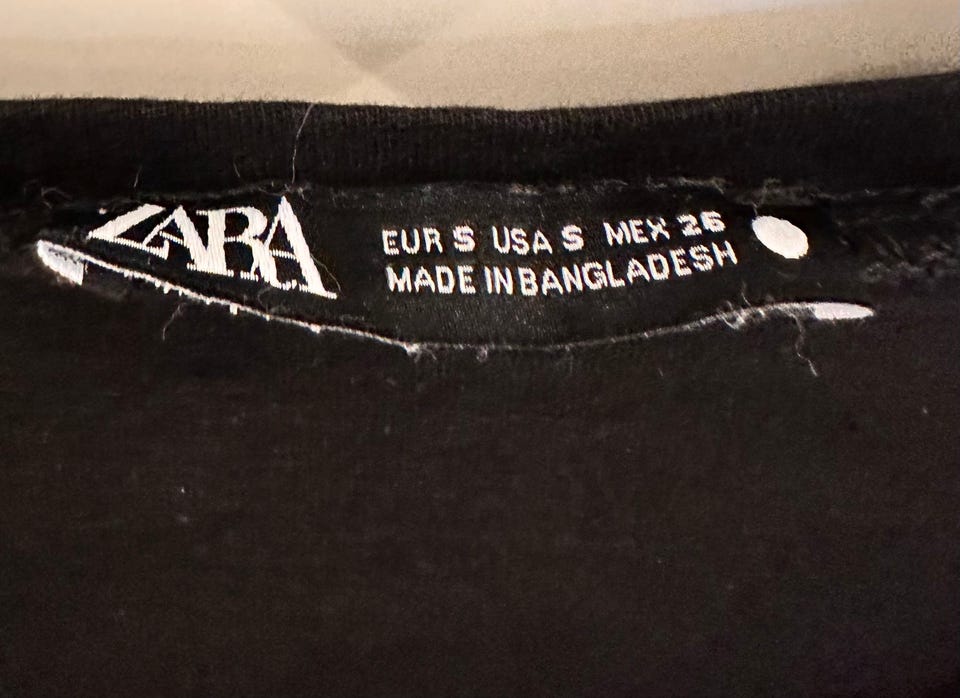 ZARA
EUR S USA S MEX 26
MADE IN BANGLADESH